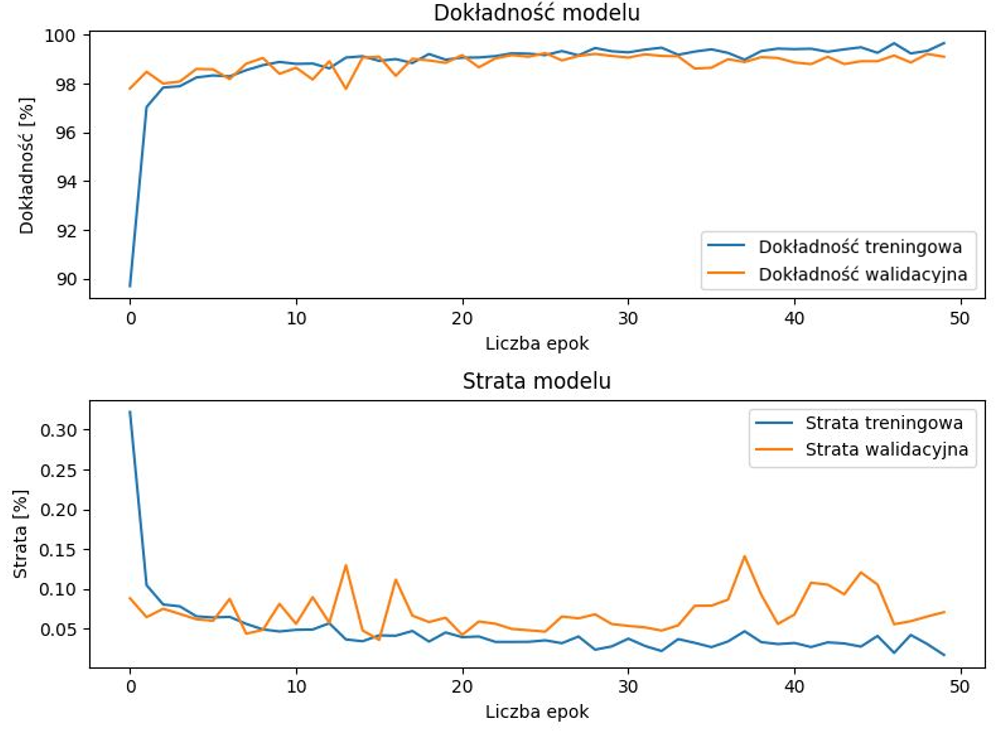 Dokładność modelu
Dokładność [%]
100
98
96
94
92
90
Dokładność treningowa
Dokładność walidacyjna
0 10 20 30 40 50
Liczba epok
Strata modelu
Strata [%]
0.30
0.25
0.20
0.15
0.10
0.05
Strata treningowa
Strata walidacyjna
0 10 20 30 40 50
Liczba epok